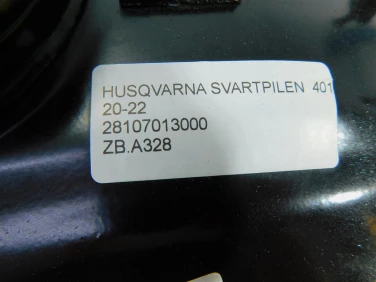 HUSQVARNA SVARTPILEN 401
20-22
28107013000
ZB.A328